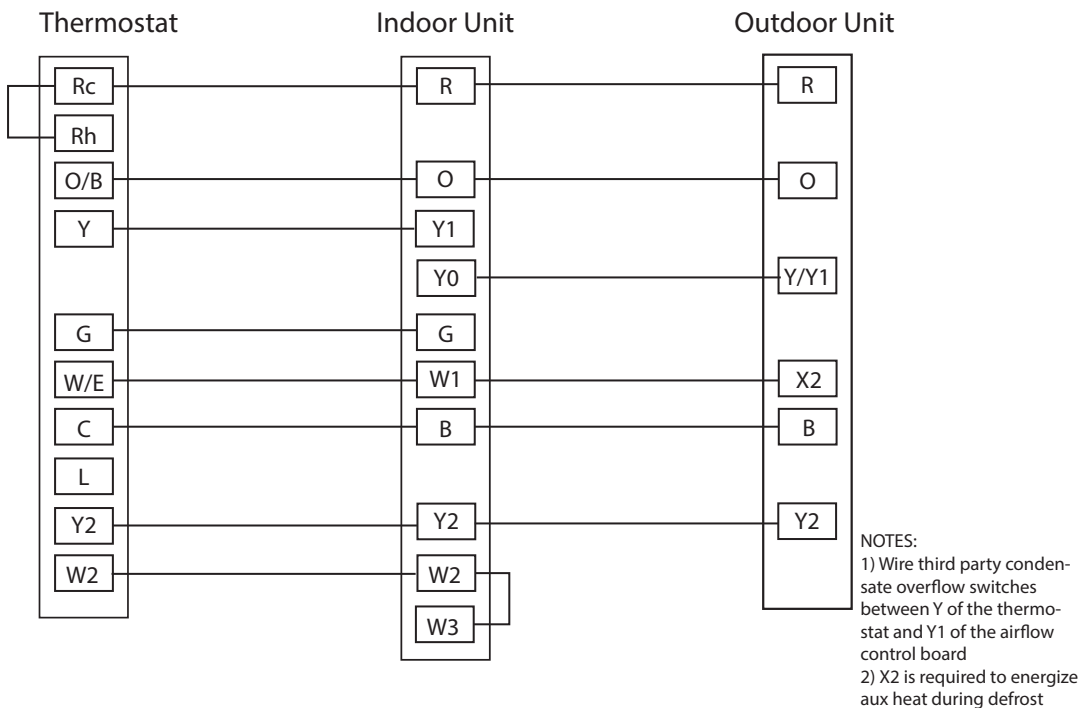 Thermostat Indoor Unit Outdoor Unit
Rc R R
Rh
O/B O O
Y Y1
Y0 Y/Y1
G G
W/E W1 X2
C B B
L
Y2 Y2 Y2
W2 W2
W3
NOTES:
1) Wire third party conden-
sate overflow switches
between Y of the thermo-
stat and Y1 of the airflow
control board
2) X2 is required to energize
aux heat during defrost